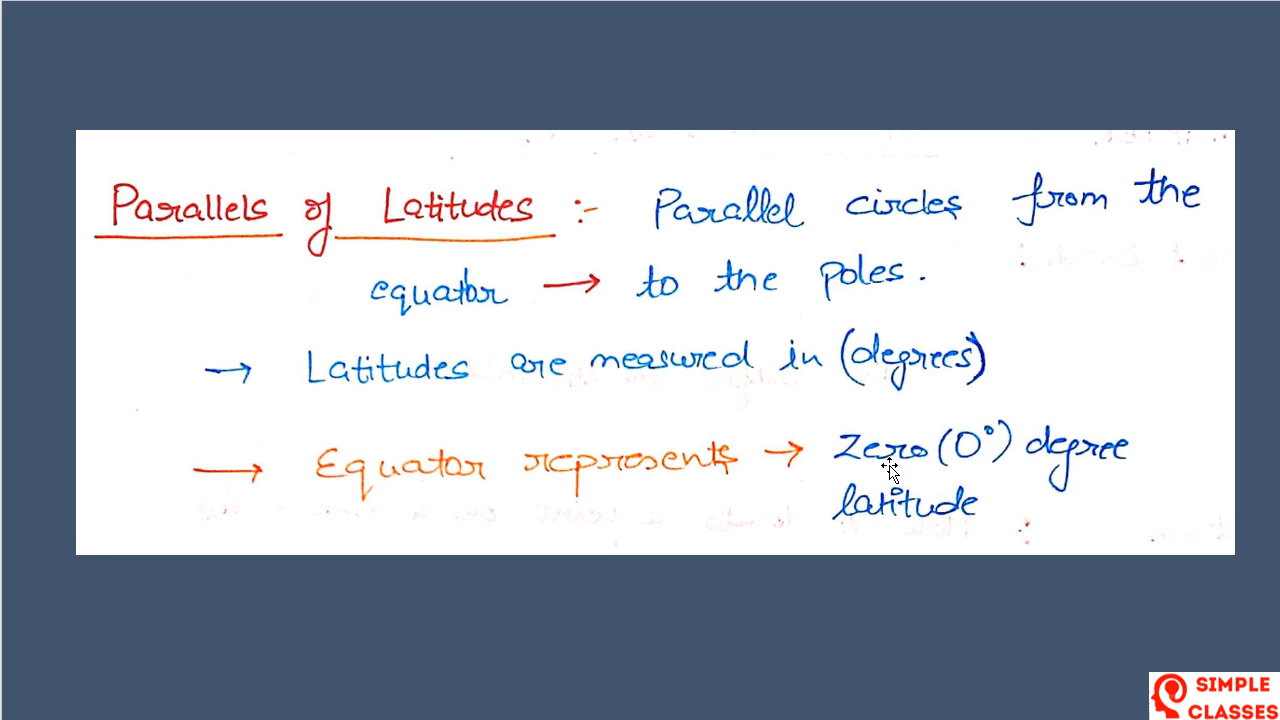 Parallels of Latitudes :- Parallel circles from the
equator → to the poles.
→ Latitudes are measured in (degrees)
→ Equator represents → Zero (0°) degree
latitude
SIMPLE
CLASSES